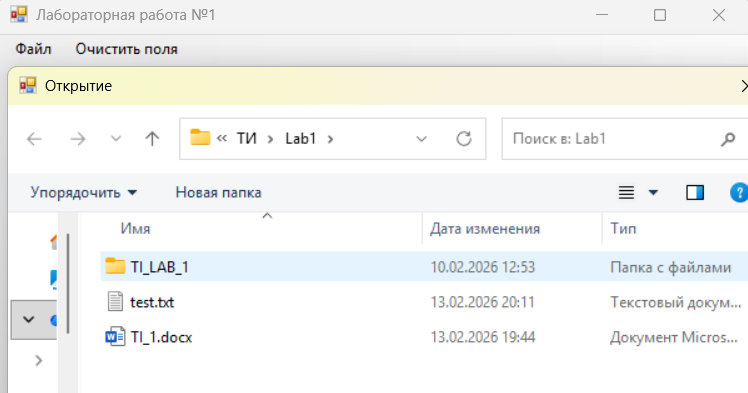 Лабораторная работа №1
Файл Очистить поля
Открытие
« ТИ › Lab1 › Поиск в: Lab1
Упорядочить Новая папка
Имя Дата изменения Тип
TI_LAB_1 10.02.2026 12:53 Папка с файлами
test.txt 13.02.2026 20:11 Текстовый докум...
TI_1.docx 13.02.2026 19:44 Документ Micros...